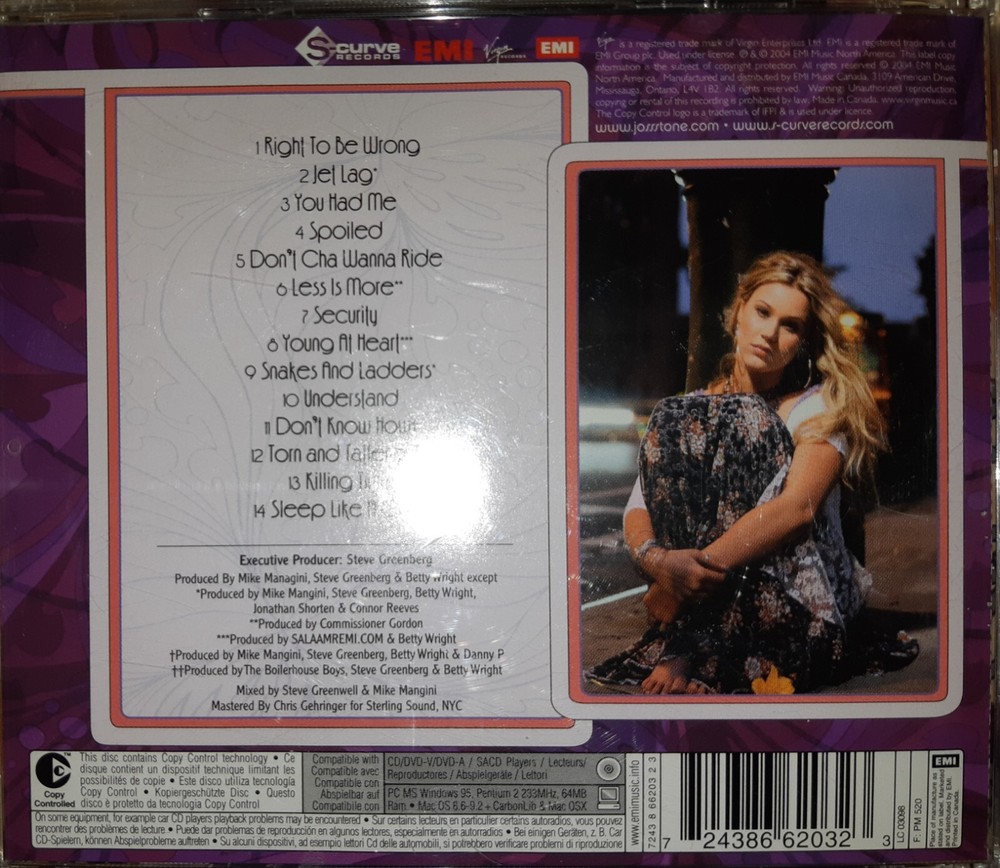 S-curve RECORDS EMI Virgin EMI
Virgin is a registered trade mark of Virgin Enterprises Ltd. EMI is a registered trade mark of
EMI Group plc. Used under license. ℗ & © 2004 EMI Music North America. This label copy
information is the subject of copyright protection. All rights reserved © 2004 EMI Music
North America. Manufactured and distributed by EMI Music Canada, 3109 American Drive,
Mississauga, Ontario, L4V 1B2. All rights reserved. Warning: Unauthorized reproduction,
copying or rental of this recording is prohibited by law. Made in Canada. www.virginmusic.ca
The Copy Control logo is a trademark of IFPI & is used under licence.
www.jossstone.com • www.s-curverecords.com
1 Right To Be Wrong
2 Jet Lag*
3 You Had Me
4 Spoiled
5 Don't Cha Wanna Ride
6 Less Is More**
7 Security
8 Young At Heart***
9 Snakes And Ladders*
10 Understand
11 Don't Know How
12 Torn and
13 Killing
14 Sleep Like
Executive Producer: Steve Greenberg
Produced By Mike Managini, Steve Greenberg & Betty Wright except
*Produced by Mike Mangini, Steve Greenberg, Betty Wright,
Jonathan Shorten & Connor Reeves
**Produced by Commissioner Gordon
***Produced by SALAAMREMI.COM & Betty Wright
†Produced by Mike Mangini, Steve Greenberg, Betty Wright & Danny P
††Produced by The Boilerhouse Boys, Steve Greenberg & Betty Wright
Mixed by Steve Greenwell & Mike Mangini
Mastered By Chris Gehringer for Sterling Sound, NYC
Copy Controlled
This disc contains Copy Control technology • Ce
disque contient un dispositif technique limitant les
possibilités de copie • Este disco utiliza tecnología
Copy Control • Kopiergeschützte Disc • Questo
disco è protetto da tecnologia Copy Control
Compatible with
Compatible avec
Compatible con
Abspielbar auf
Compatibile con
CD/DVD-V/DVD-A / SACD Players / Lecteurs/
Reproductores / Abspielgeräte / Lettori
PC MS Windows 95, Pentium 2 233MHz, 64MB
Ram • Mac OS 8.6-9.2 + CarbonLib & Mac OSX
On some equipment, for example car CD players playback problems may be encountered • Sur certains lecteurs en particulier certains autoradios, vous pouvez
rencontrer des problèmes de lecture • Puede dar problemas de reproducción en algunos lectores, especialmente en autorradios • Bei einigen Geräten, z. B. Car
CD-Spielern, können Abspielprobleme auftreten • Su alcuni dispositivi, ad esempio lettori Cd delle automobili, si potrebbero verificare problemi di riproduzione
www.emimusic.info
7243 8 66203 2 3
7 24386 62032 3
EMI
LC 03098
F: PM 520
Place of manufacture as
stated on label. Marketed
and distributed by EMI.
Printed in Canada.